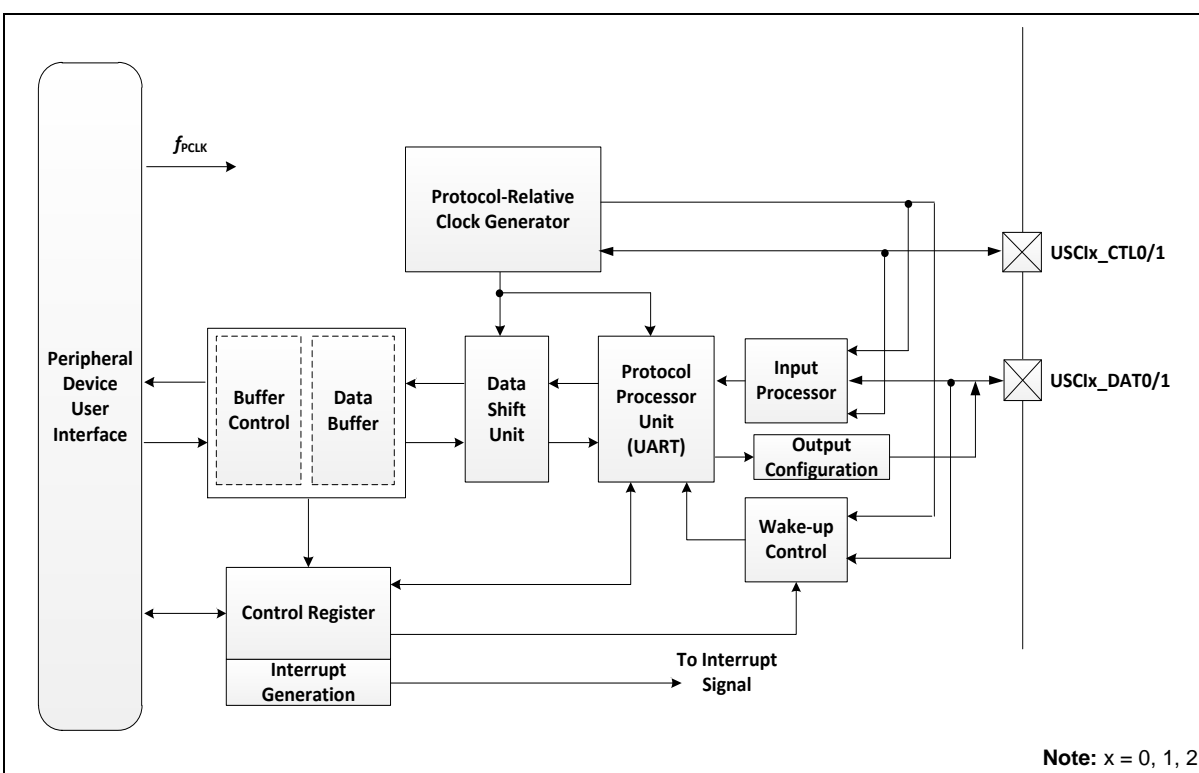 fPCLK
Protocol-Relative
Clock Generator
USCIx_CTL0/1
Peripheral
Device
User
Interface
Buffer
Control
Data
Buffer
Data
Shift
Unit
Protocol
Processor
Unit
(UART)
Input
Processor
USCIx_DAT0/1
Output
Configuration
Wake-up
Control
Control Register
Interrupt
Generation
To Interrupt
Signal
Note: x = 0, 1, 2